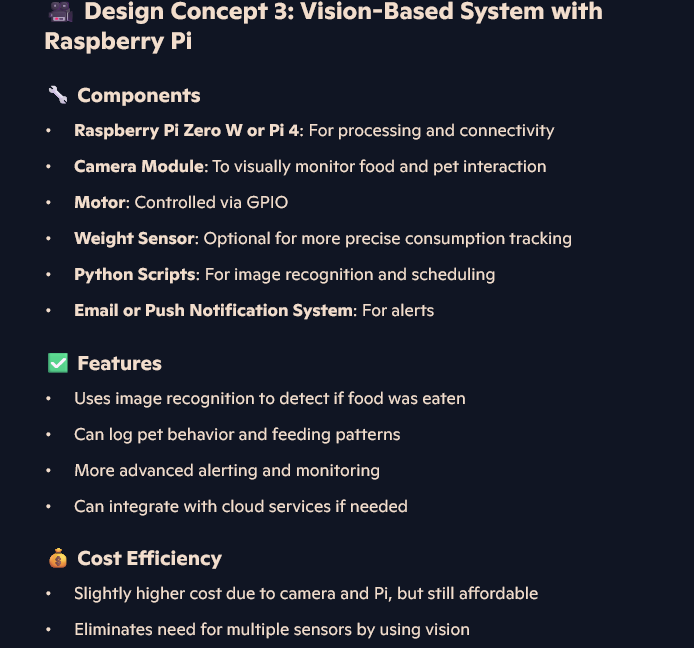 🎥 Design Concept 3: Vision-Based System with
Raspberry Pi
🔧 Components
• Raspberry Pi Zero W or Pi 4: For processing and connectivity
• Camera Module: To visually monitor food and pet interaction
• Motor: Controlled via GPIO
• Weight Sensor: Optional for more precise consumption tracking
• Python Scripts: For image recognition and scheduling
• Email or Push Notification System: For alerts
✅ Features
• Uses image recognition to detect if food was eaten
• Can log pet behavior and feeding patterns
• More advanced alerting and monitoring
• Can integrate with cloud services if needed
💰 Cost Efficiency
• Slightly higher cost due to camera and Pi, but still affordable
• Eliminates need for multiple sensors by using vision